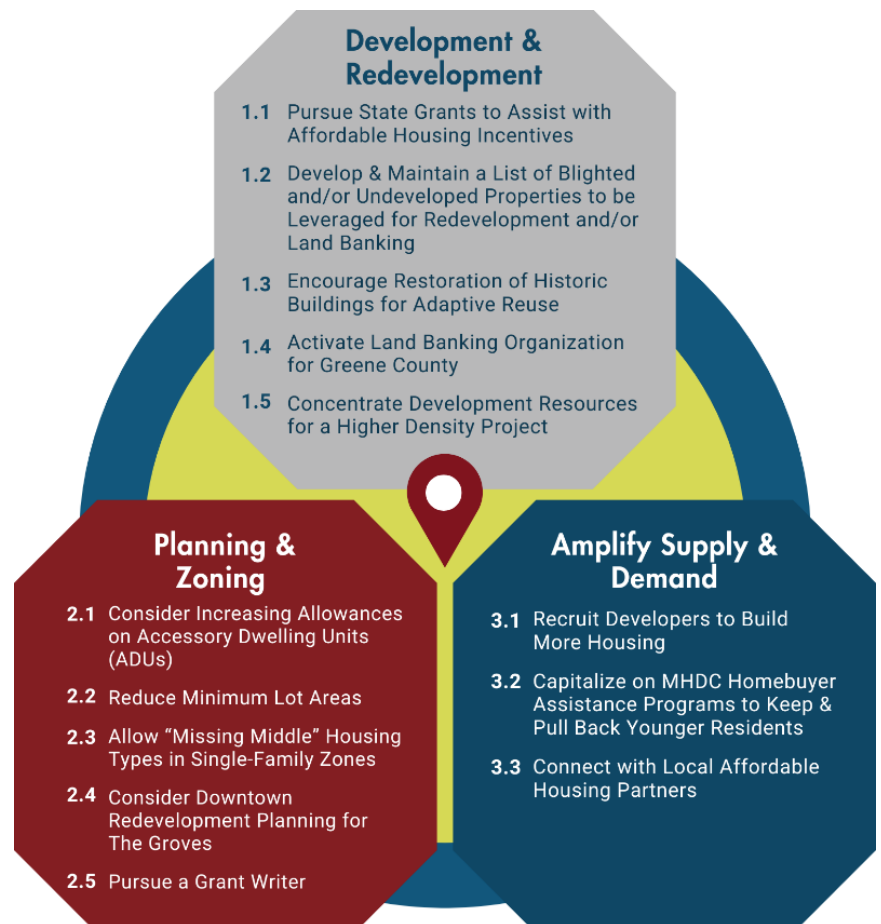 Development &
Redevelopment
1.1 Pursue State Grants to Assist with
Affordable Housing Incentives
1.2 Develop & Maintain a List of Blighted
and/or Undeveloped Properties to be
Leveraged for Redevelopment and/or
Land Banking
1.3 Encourage Restoration of Historic
Buildings for Adaptive Reuse
1.4 Activate Land Banking Organization
for Greene County
1.5 Concentrate Development Resources
for a Higher Density Project
Planning &
Zoning
2.1 Consider Increasing Allowances
on Accessory Dwelling Units
(ADUs)
2.2 Reduce Minimum Lot Areas
2.3 Allow “Missing Middle” Housing
Types in Single-Family Zones
2.4 Consider Downtown
Redevelopment Planning for
The Groves
2.5 Pursue a Grant Writer
Amplify Supply &
Demand
3.1 Recruit Developers to Build
More Housing
3.2 Capitalize on MHDC Homebuyer
Assistance Programs to Keep &
Pull Back Younger Residents
3.3 Connect with Local Affordable
Housing Partners